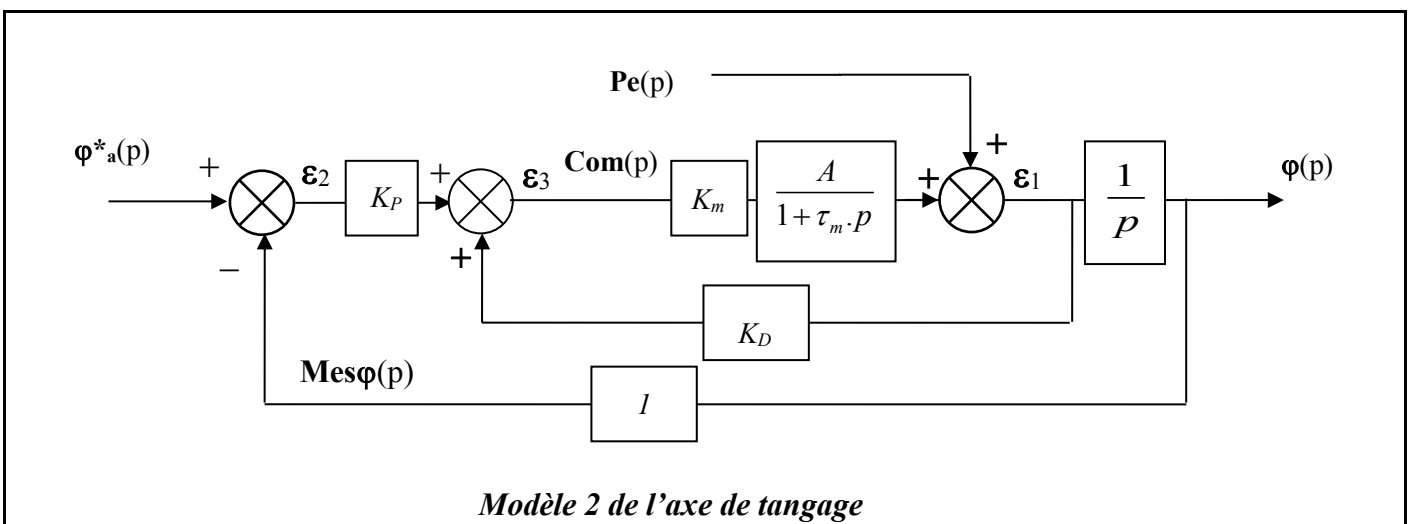 Pe(p)
φ*a(p)
+
ε2
KP
+
ε3
Com(p)
Km
A
1+τm.p
+
+
ε1
1
p
φ(p)
−
+
KD
Mesφ(p)
1
Modèle 2 de l’axe de tangage